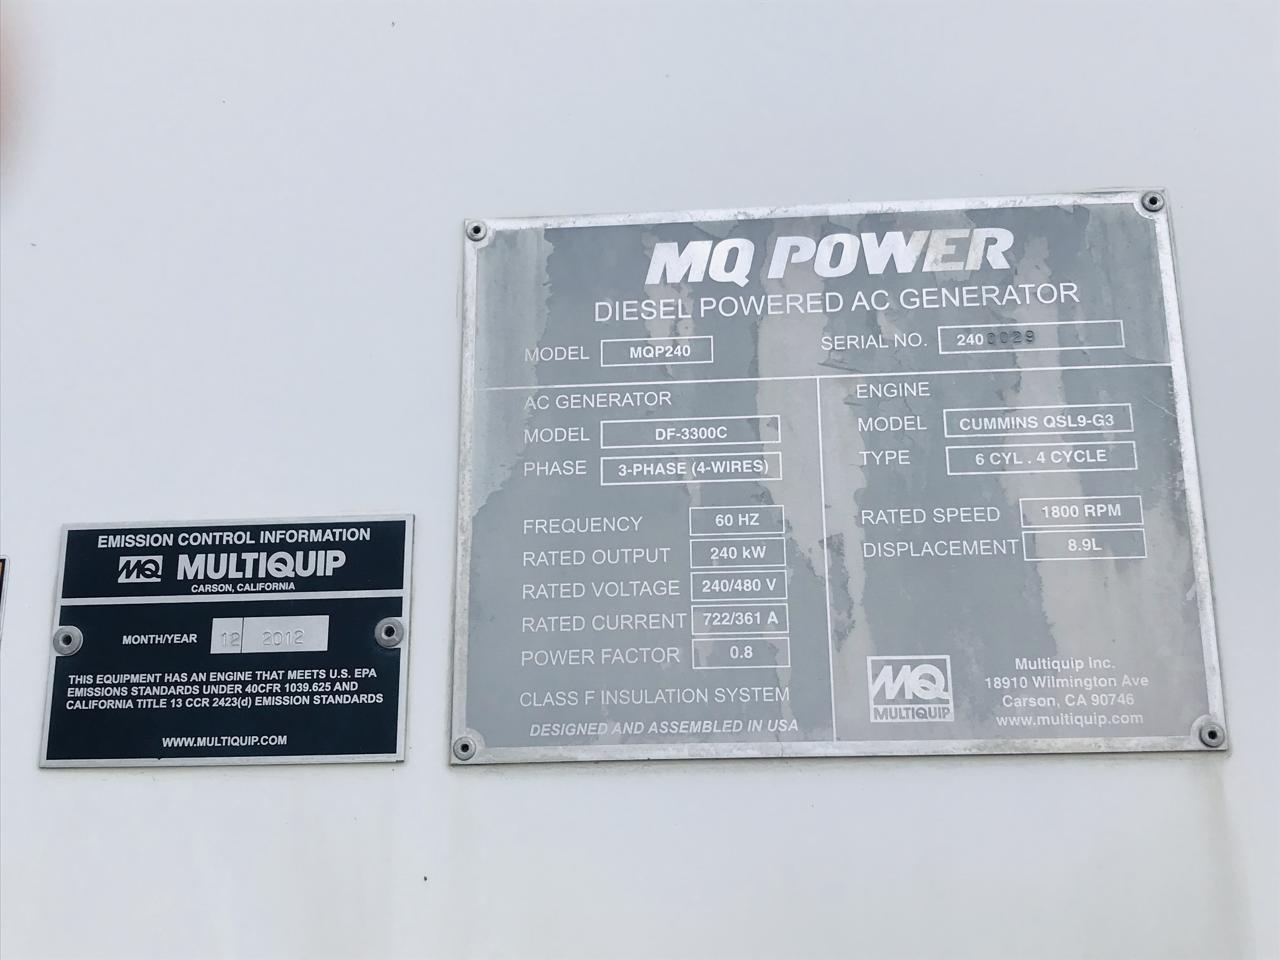 EMISSION CONTROL INFORMATION
MQ MULTIQUIP
CARSON, CALIFORNIA
MONTH/YEAR 12 2012
THIS EQUIPMENT HAS AN ENGINE THAT MEETS U.S. EPA
EMISSIONS STANDARDS UNDER 40CFR 1039.625 AND
CALIFORNIA TITLE 13 CCR 2423(d) EMISSION STANDARDS
WWW.MULTIQUIP.COM
MQ POWER
DIESEL POWERED AC GENERATOR
MODEL MQP240
SERIAL NO. 2400029
AC GENERATOR
MODEL DF-3300C
PHASE 3-PHASE (4-WIRES)
FREQUENCY 60 HZ
RATED OUTPUT 240 kW
RATED VOLTAGE 240/480 V
RATED CURRENT 722/361 A
POWER FACTOR 0.8
CLASS F INSULATION SYSTEM
DESIGNED AND ASSEMBLED IN USA
ENGINE
MODEL CUMMINS QSL9-G3
TYPE 6 CYL . 4 CYCLE
RATED SPEED 1800 RPM
DISPLACEMENT 8.9L
MQ
MULTIQUIP
Multiquip Inc.
18910 Wilmington Ave
Carson, CA 90746
www.multiquip.com